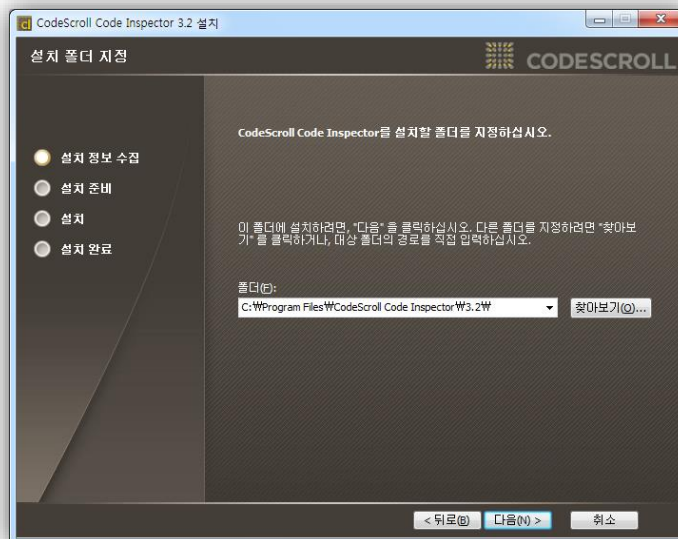 CodeScroll Code Inspector 3.2 설치
설치 폴더 지정
CODESCROLL
설치 정보 수집
설치 준비
설치
설치 완료
CodeScroll Code Inspector를 설치할 폴더를 지정하십시오.
이 폴더에 설치하려면, "다음" 을 클릭하십시오. 다른 폴더를 지정하려면 "찾아보
기" 를 클릭하거나, 대상 폴더의 경로를 직접 입력하십시오.
폴더(F):
C:₩Program Files₩CodeScroll Code Inspector₩3.2₩
찾아보기(O)...
< 뒤로(B)
다음(N) >
취소